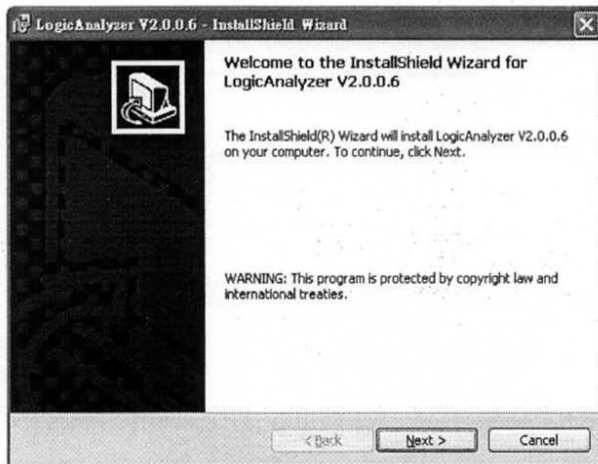 LogicAnalyzer V2.0.0.6 - InstallShield Wizard
Welcome to the InstallShield Wizard for
LogicAnalyzer V2.0.0.6
The InstallShield(R) Wizard will install LogicAnalyzer V2.0.0.6
on your computer. To continue, click Next.
WARNING: This program is protected by copyright law and
international treaties.
< Back
Next >
Cancel